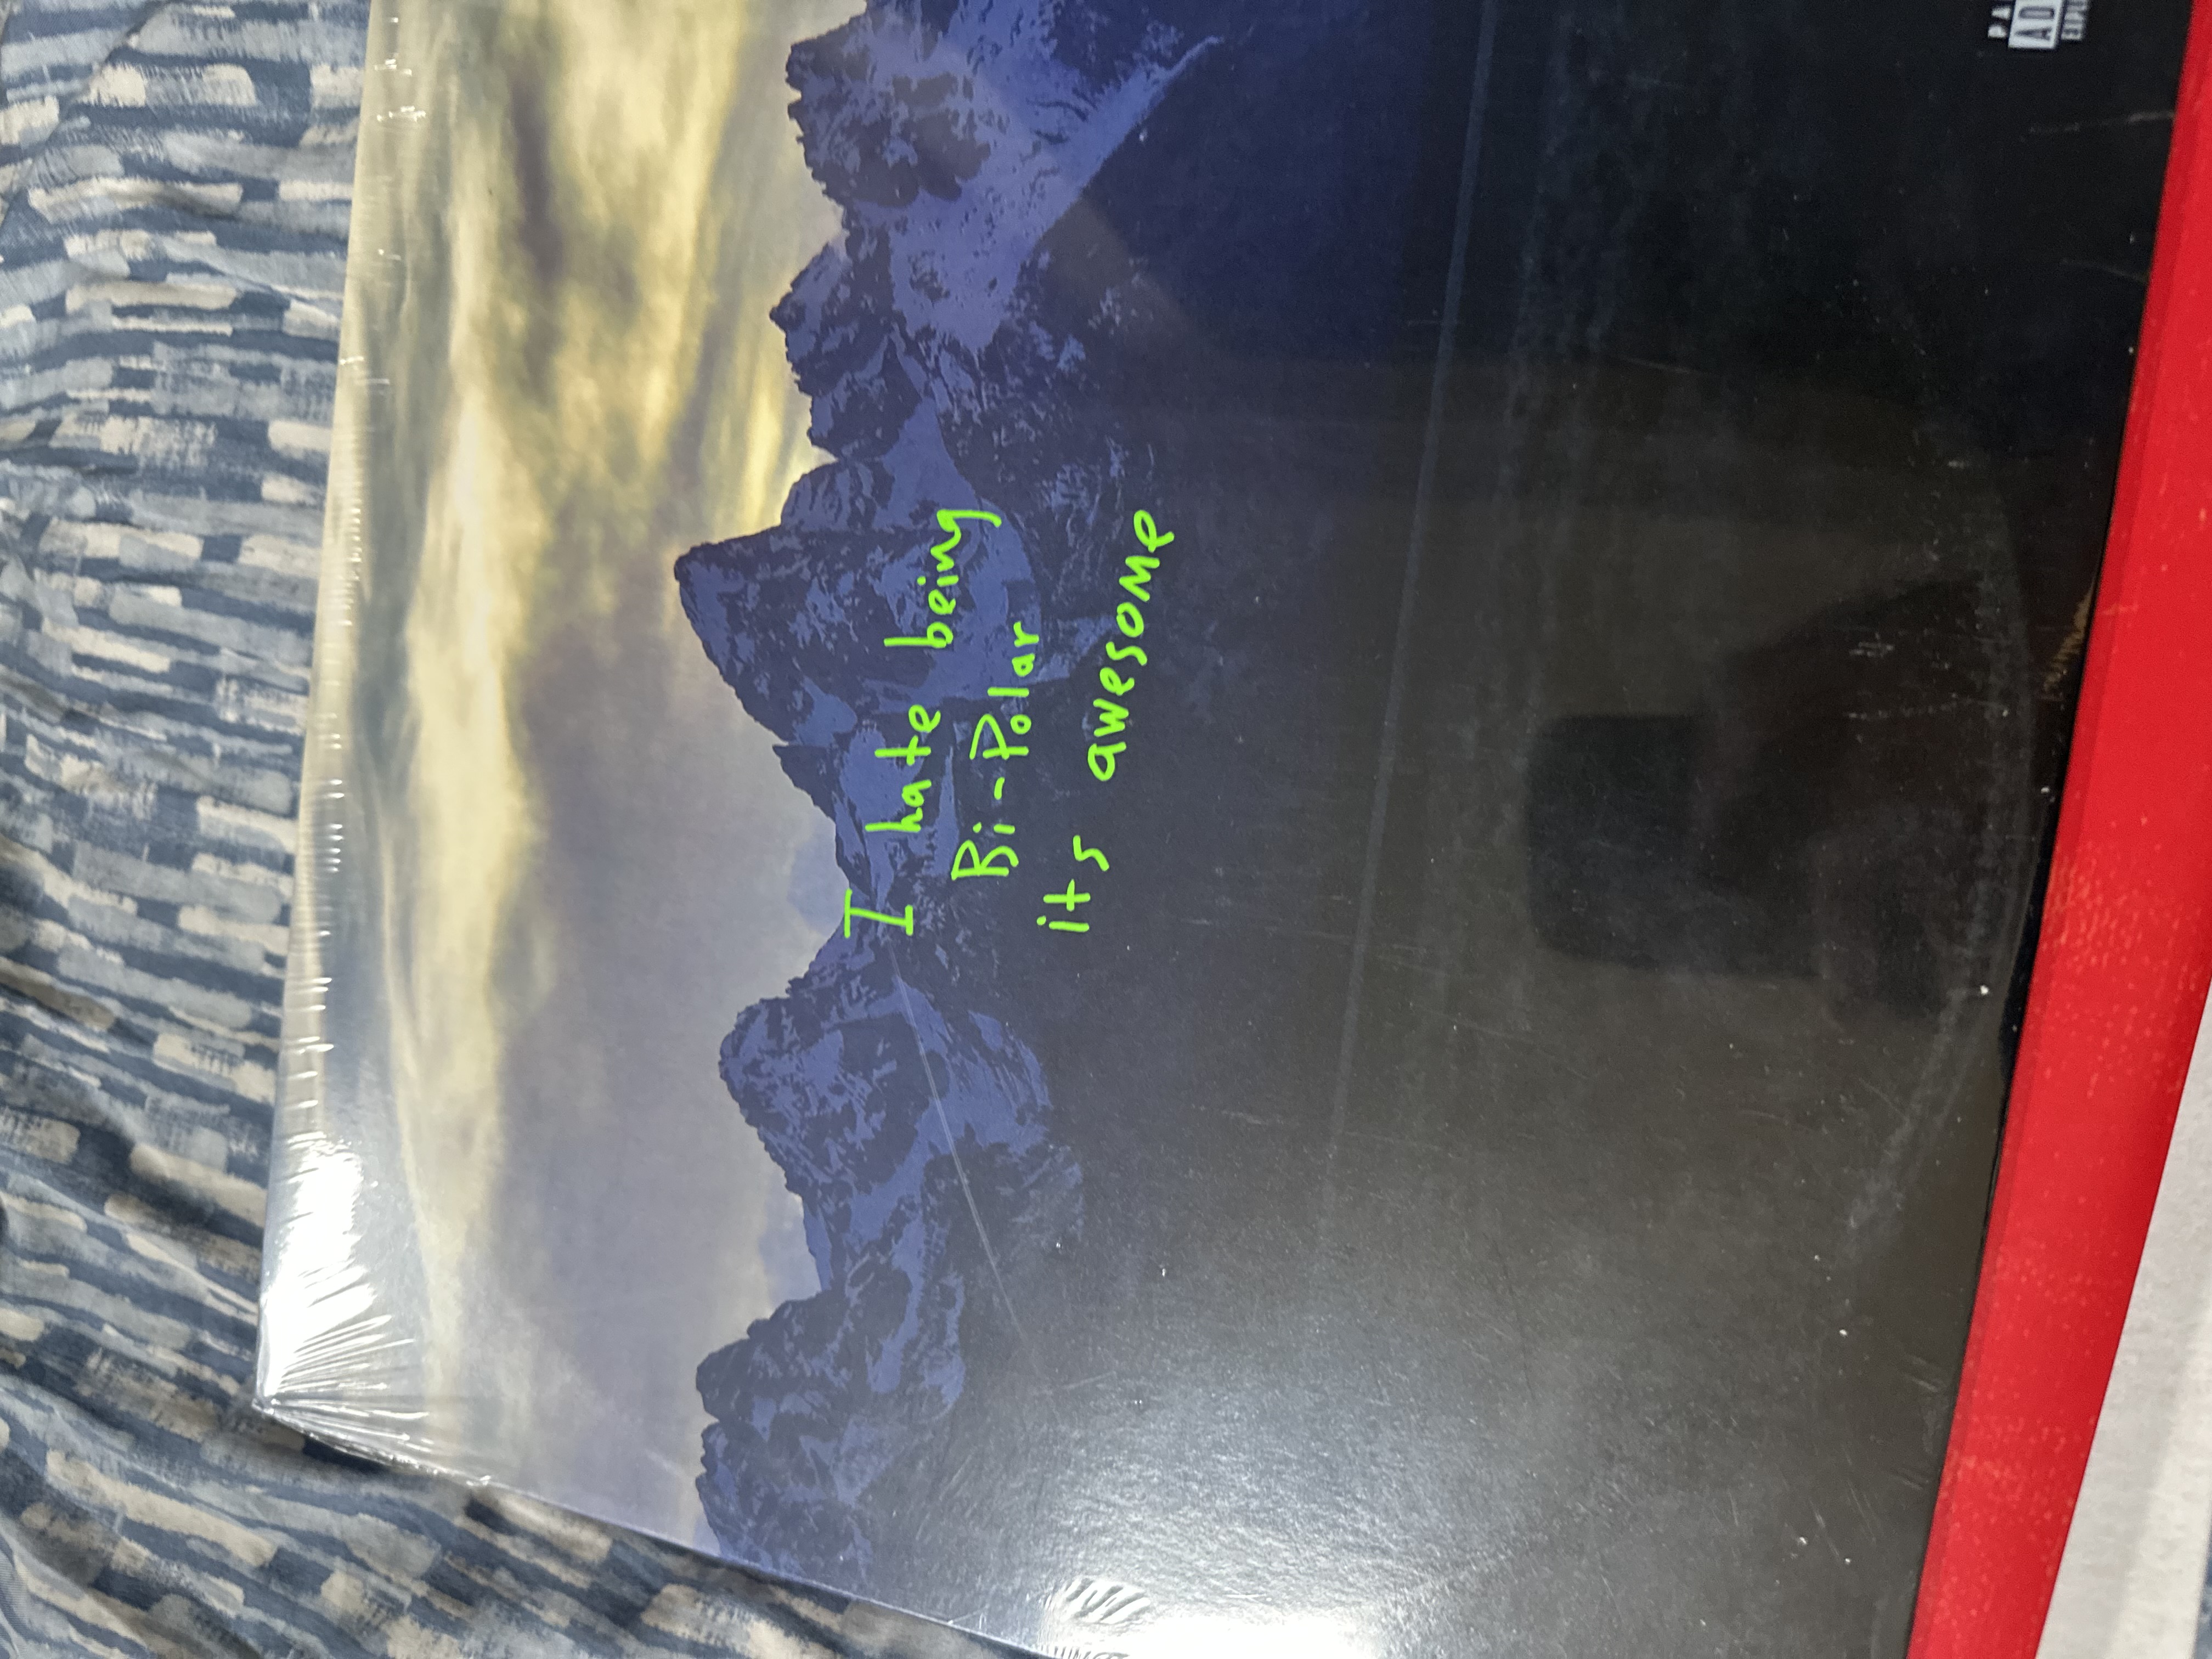 I hate being
Bi-Polar
its awesome